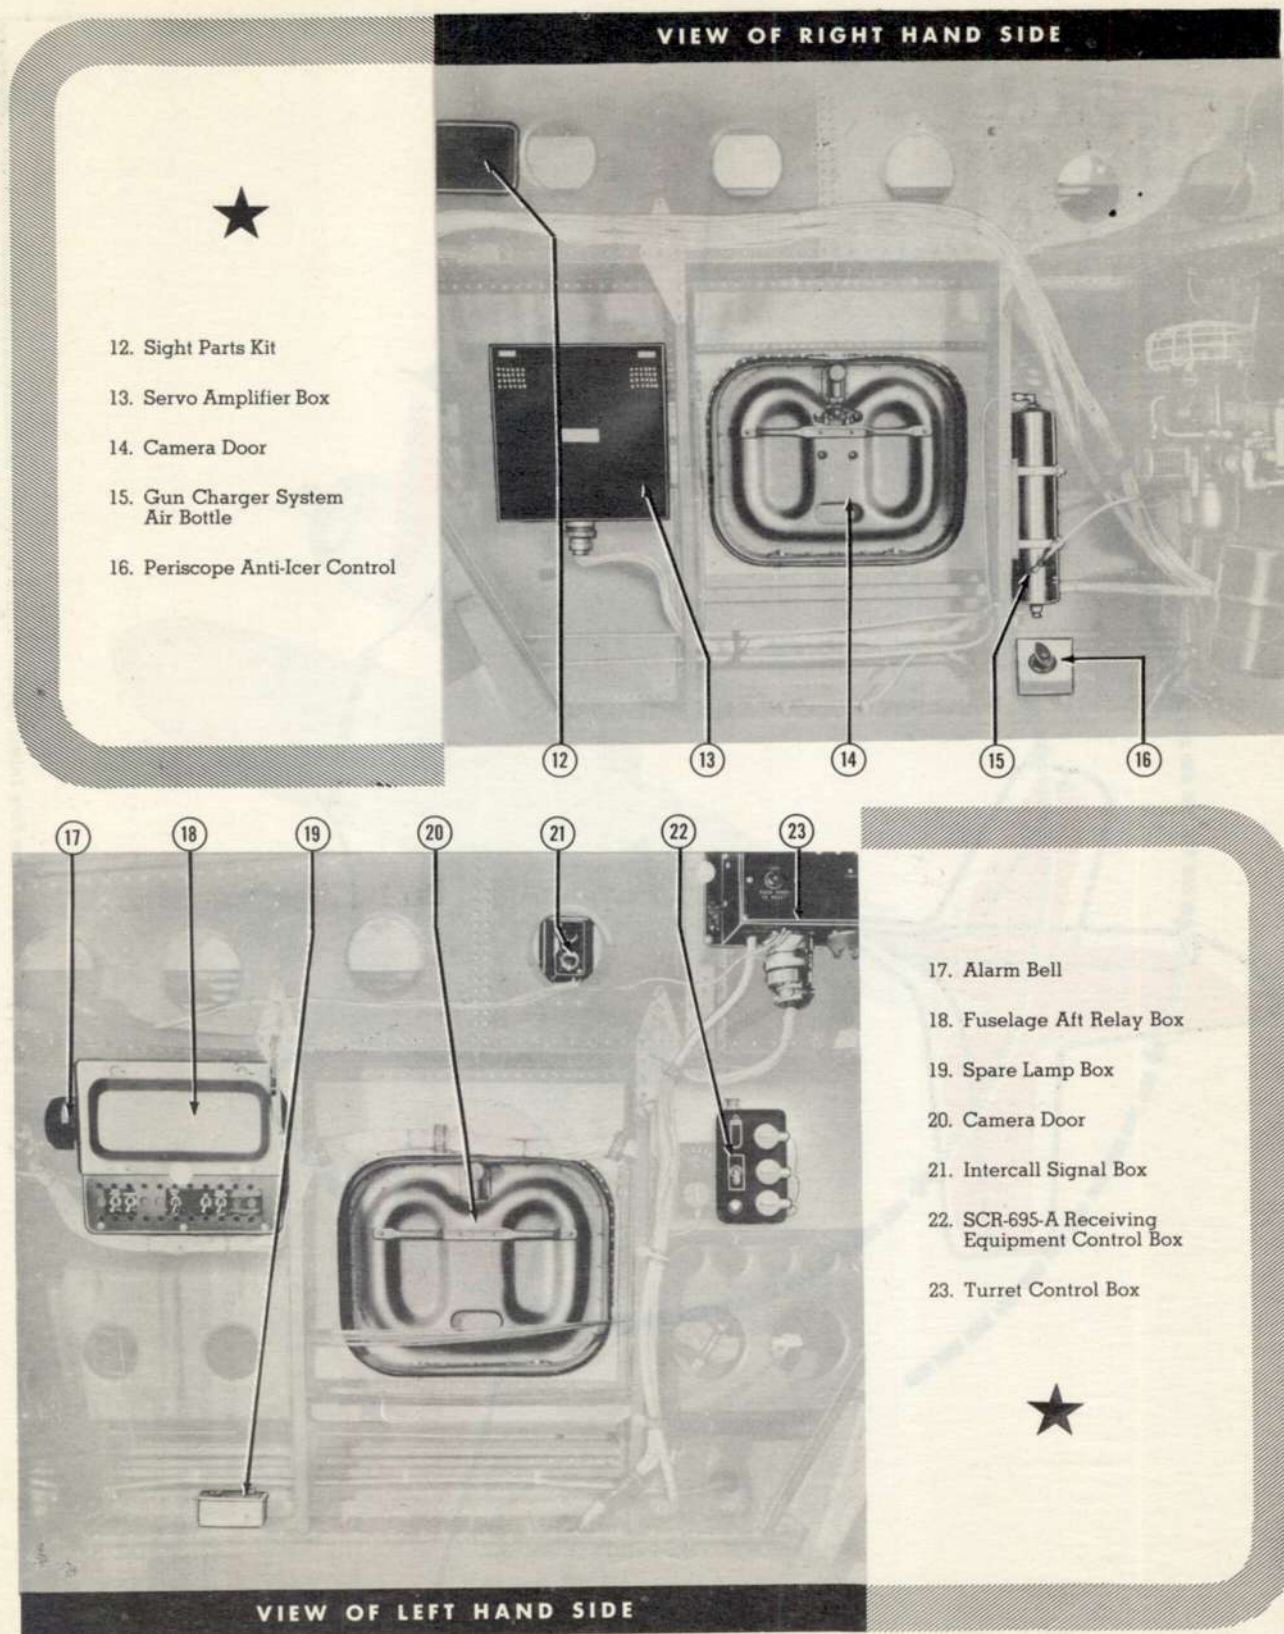 VIEW OF RIGHT HAND SIDE
12. Sight Parts Kit
13. Servo Amplifier Box
14. Camera Door
15. Gun Charger System
Air Bottle
16. Periscope Anti-Icer Control
12 13 14 15 16
17 18 19 20 21 22 23
17. Alarm Bell
18. Fuselage Aft Relay Box
19. Spare Lamp Box
20. Camera Door
21. Intercall Signal Box
22. SCR-695-A Receiving
Equipment Control Box
23. Turret Control Box
VIEW OF LEFT HAND SIDE